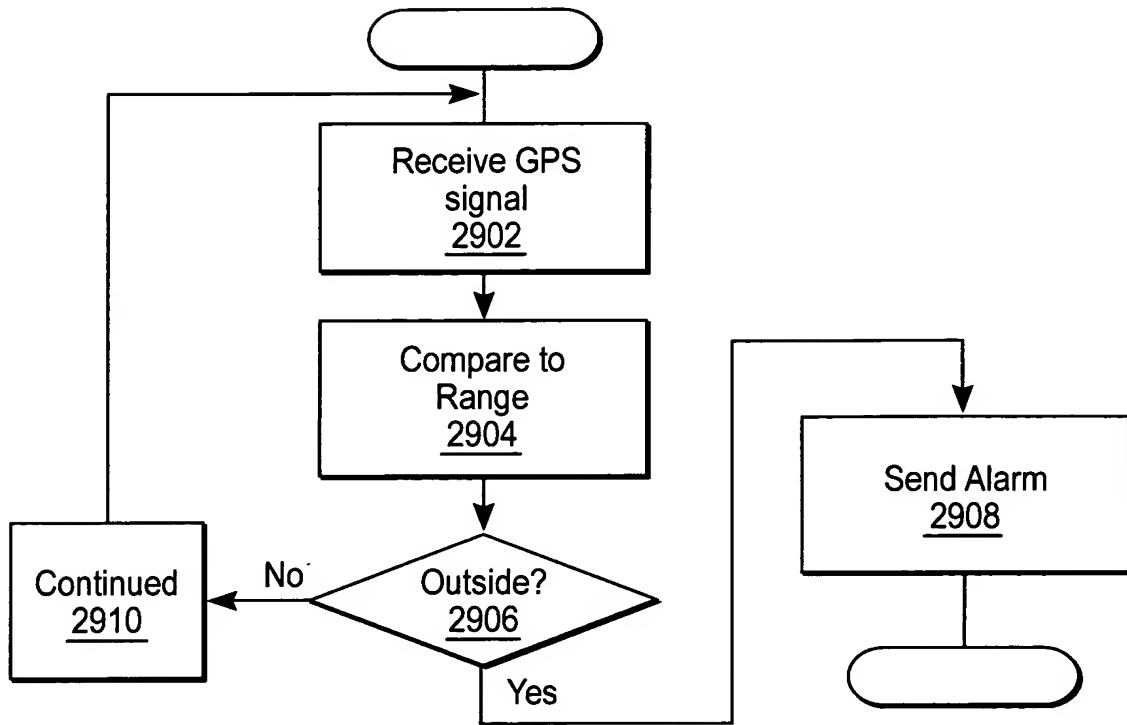 Receive GPS
signal
2902
Compare to
Range
2904
Outside?
2906
No
Yes
Continued
2910
Send Alarm
2908